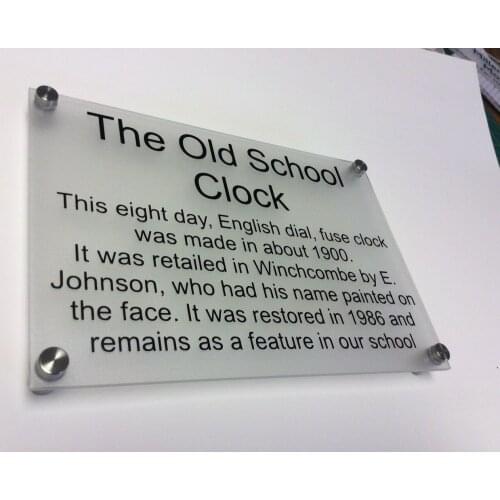 The Old School
Clock
This eight day, English dial, fuse clock
was made in about 1900.
It was retailed in Winchcombe by E.
Johnson, who had his name painted on
the face. It was restored in 1986 and
remains as a feature in our school